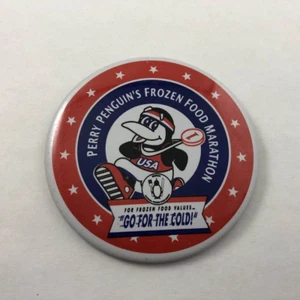 PERRY PENGUIN'S FROZEN FOOD MARATHON
USA
1
FOR FROZEN FOOD VALUES...
"GO FOR THE COLD!"